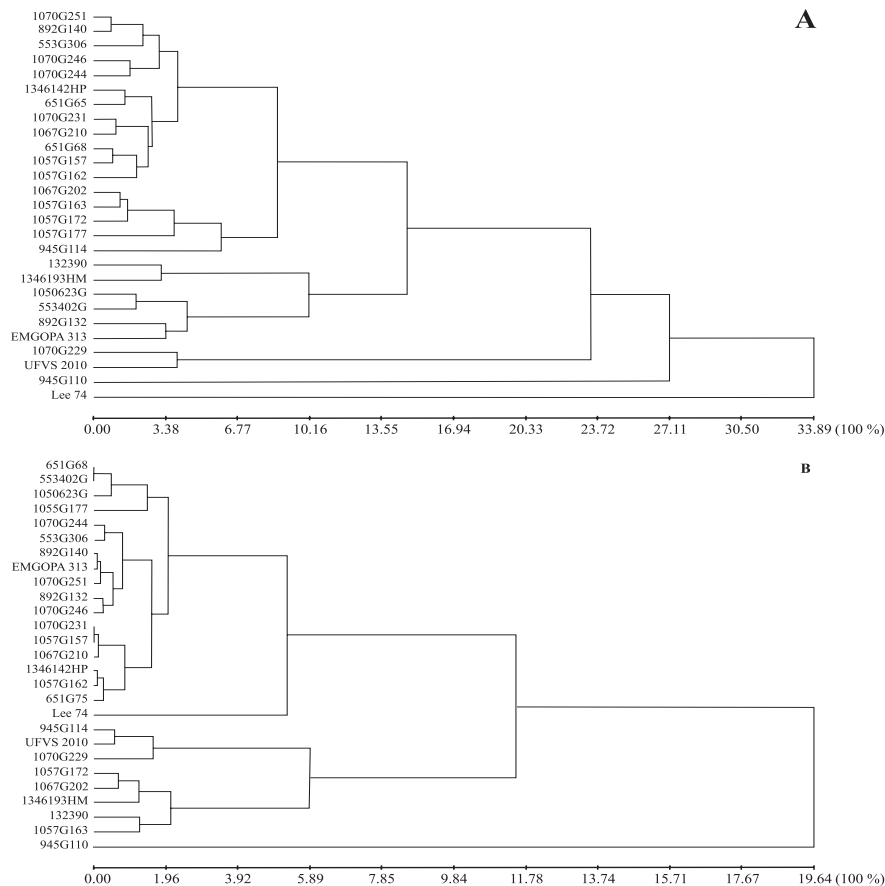 A
1070G251
892G140
553G306
1070G246
1070G244
1346142HP
651G65
1070G231
1067G210
651G68
1057G157
1057G162
1067G202
1057G163
1057G172
1057G177
945G114
132390
1346193HM
1050623G
553402G
892G132
EMGOPA 313
1070G229
UFVS 2010
945G110
Lee 74
0.00 3.38 6.77 10.16 13.55 16.94 20.33 23.72 27.11 30.50 33.89 (100 %)
B
651G68
553402G
1050623G
1055G177
1070G244
553G306
892G140
EMGOPA 313
1070G251
892G132
1070G246
1070G231
1057G157
1067G210
1346142HP
1057G162
651G75
Lee 74
945G114
UFVS 2010
1070G229
1057G172
1067G202
1346193HM
132390
1057G163
945G110
0.00 1.96 3.92 5.89 7.85 9.84 11.78 13.74 15.71 17.67 19.64 (100 %)